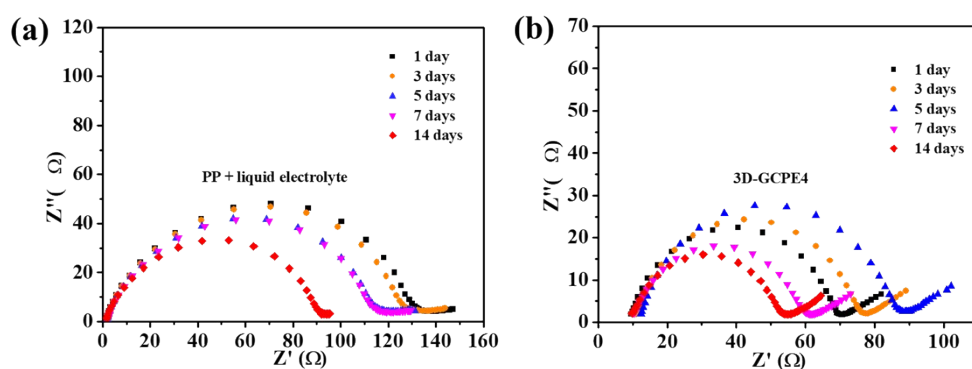 (a)
120
100
80
60
40
20
0
Z''( Ω)
1 day
3 days
5 days
7 days
14 days
PP + liquid electrolyte
0 20 40 60 80 100 120 140 160
Z' (Ω)
(b)
70
60
50
40
30
20
10
0
Z''( Ω)
1 day
3 days
5 days
7 days
14 days
3D-GCPE4
0 20 40 60 80 100
Z' (Ω)